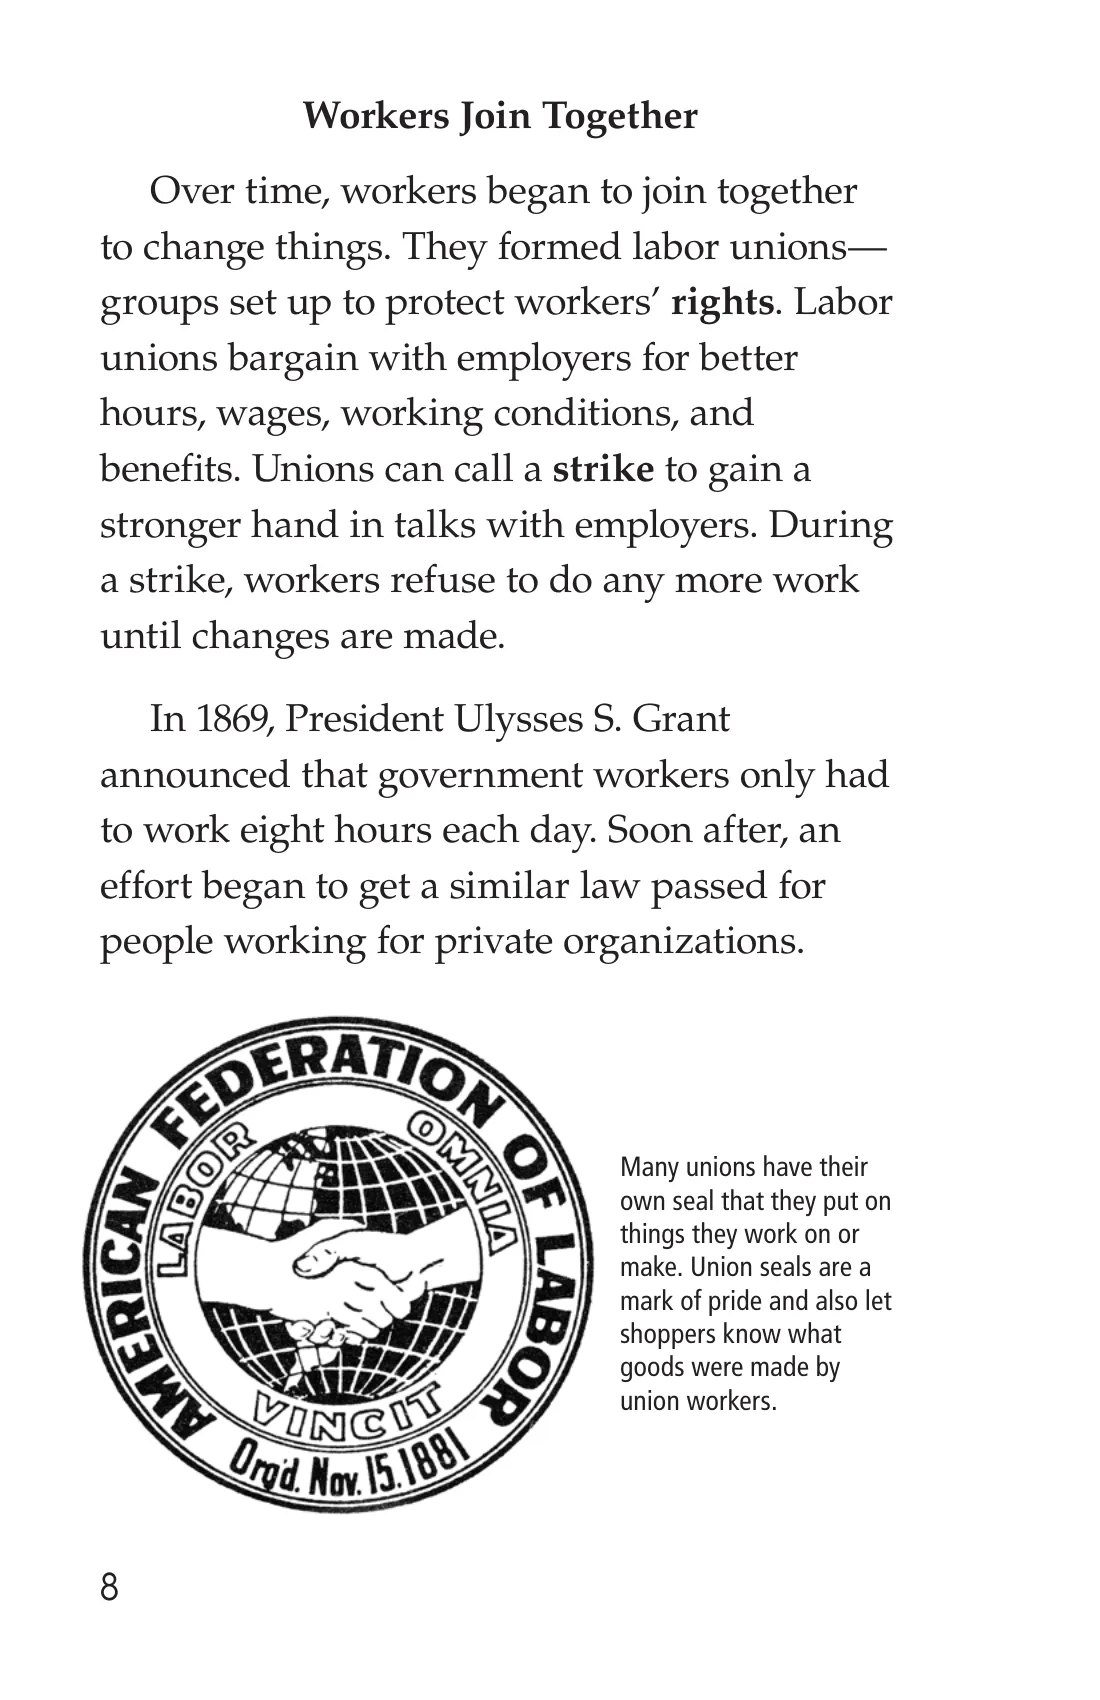 Workers Join Together
Over time, workers began to join together
to change things. They formed labor unions—
groups set up to protect workers’ rights. Labor
unions bargain with employers for better
hours, wages, working conditions, and
benefits. Unions can call a strike to gain a
stronger hand in talks with employers. During
a strike, workers refuse to do any more work
until changes are made.
In 1869, President Ulysses S. Grant
announced that government workers only had
to work eight hours each day. Soon after, an
effort began to get a similar law passed for
people working for private organizations.
AMERICAN FEDERATION OF LABOR
LABOR
OMNIA
VINCIT
Org'd. Nov. 15. 1881
Many unions have their
own seal that they put on
things they work on or
make. Union seals are a
mark of pride and also let
shoppers know what
goods were made by
union workers.
8